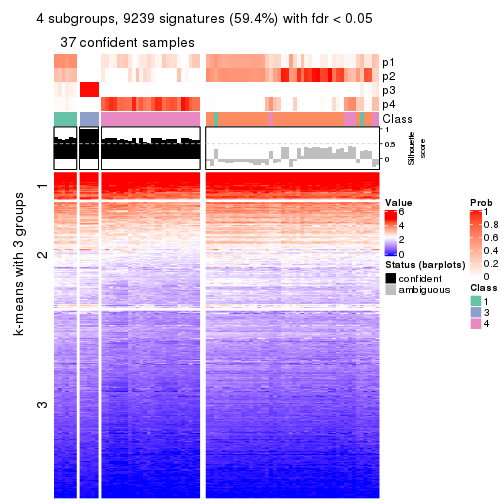 4 subgroups, 9239 signatures (59.4%) with fdr < 0.05
37 confident samples
p1
p2
p3
p4
Class
1
0.5
0
Silhouette
score
k-means with 3 groups
1
2
3
Value
6
4
2
0
Status (barplots)
confident
ambiguous
Prob
1
0.8
0.6
0.4
0.2
0
Class
1
3
4